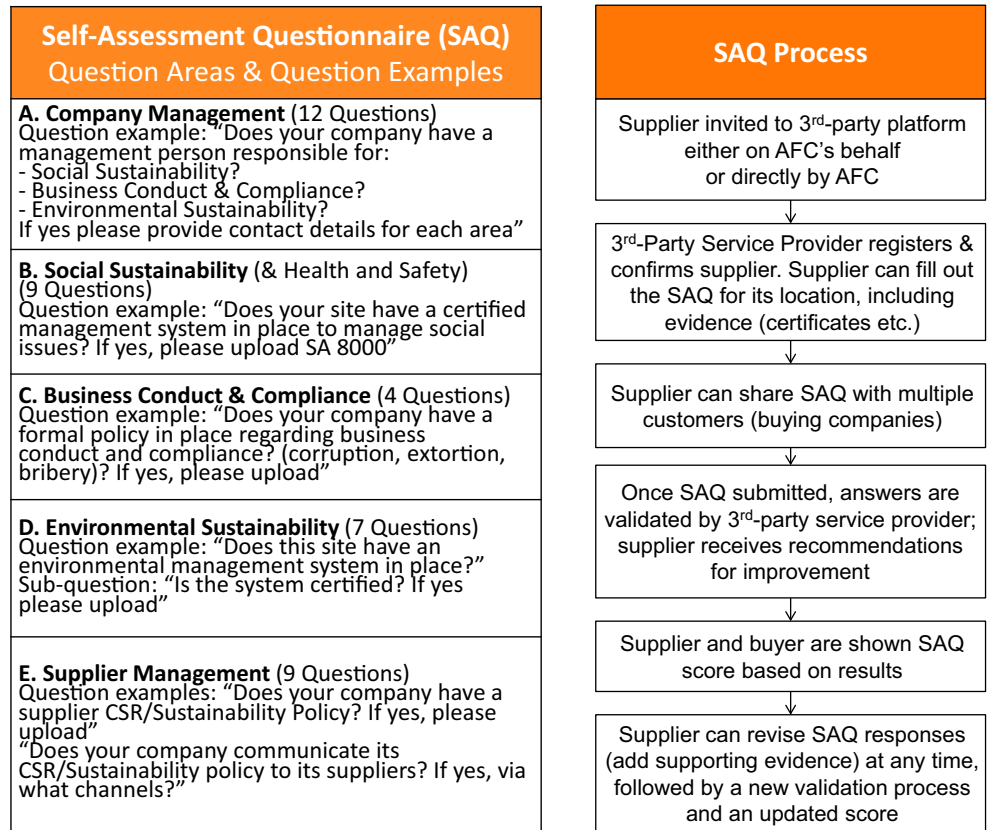 Self-Assessment Questionnaire (SAQ)
Question Areas & Question Examples
A. Company Management (12 Questions)
Question example: “Does your company have a
management person responsible for:
- Social Sustainability?
- Business Conduct & Compliance?
- Environmental Sustainability?
If yes please provide contact details for each area”
B. Social Sustainability (& Health and Safety)
(9 Questions)
Question example: “Does your site have a certified
management system in place to manage social
issues? If yes, please upload SA 8000”
C. Business Conduct & Compliance (4 Questions)
Question example: “Does your company have a
formal policy in place regarding business
conduct and compliance? (corruption, extortion,
bribery)? If yes, please upload”
D. Environmental Sustainability (7 Questions)
Question example: “Does this site have an
environmental management system in place?”
Sub-question: “Is the system certified? If yes
please upload”
E. Supplier Management (9 Questions)
Question examples: “Does your company have a
supplier CSR/Sustainability Policy? If yes, please
upload”
“Does your company communicate its
CSR/Sustainability policy to its suppliers? If yes, via
what channels?”
SAQ Process
Supplier invited to 3rd-party platform
either on AFC’s behalf
or directly by AFC
3rd-Party Service Provider registers &
confirms supplier. Supplier can fill out
the SAQ for its location, including
evidence (certificates etc.)
Supplier can share SAQ with multiple
customers (buying companies)
Once SAQ submitted, answers are
validated by 3rd-party service provider;
supplier receives recommendations
for improvement
Supplier and buyer are shown SAQ
score based on results
Supplier can revise SAQ responses
(add supporting evidence) at any time,
followed by a new validation process
and an updated score